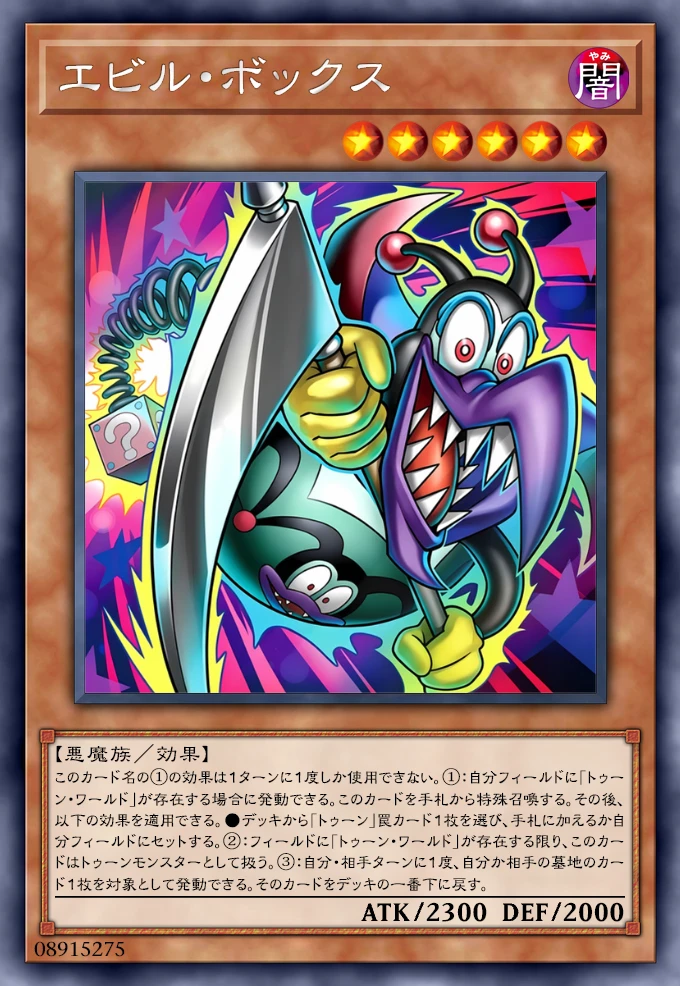 エビル・ボックス
やみ
闇
?
【悪魔族／効果】
このカード名の①の効果は1ターンに1度しか使用できない。①：自分フィールドに「トゥー
ン・ワールド」が存在する場合に発動できる。このカードを手札から特殊召喚する。その後、
以下の効果を適用できる。●デッキから「トゥーン」罠カード1枚を選び、手札に加えるか自
分フィールドにセットする。②：フィールドに「トゥーン・ワールド」が存在する限り、このカー
ドはトゥーンモンスターとして扱う。③：自分・相手ターンに1度、自分か相手の墓地のカー
ド1枚を対象として発動できる。そのカードをデッキの一番下に戻す。
ATK/2300 DEF/2000
08915275